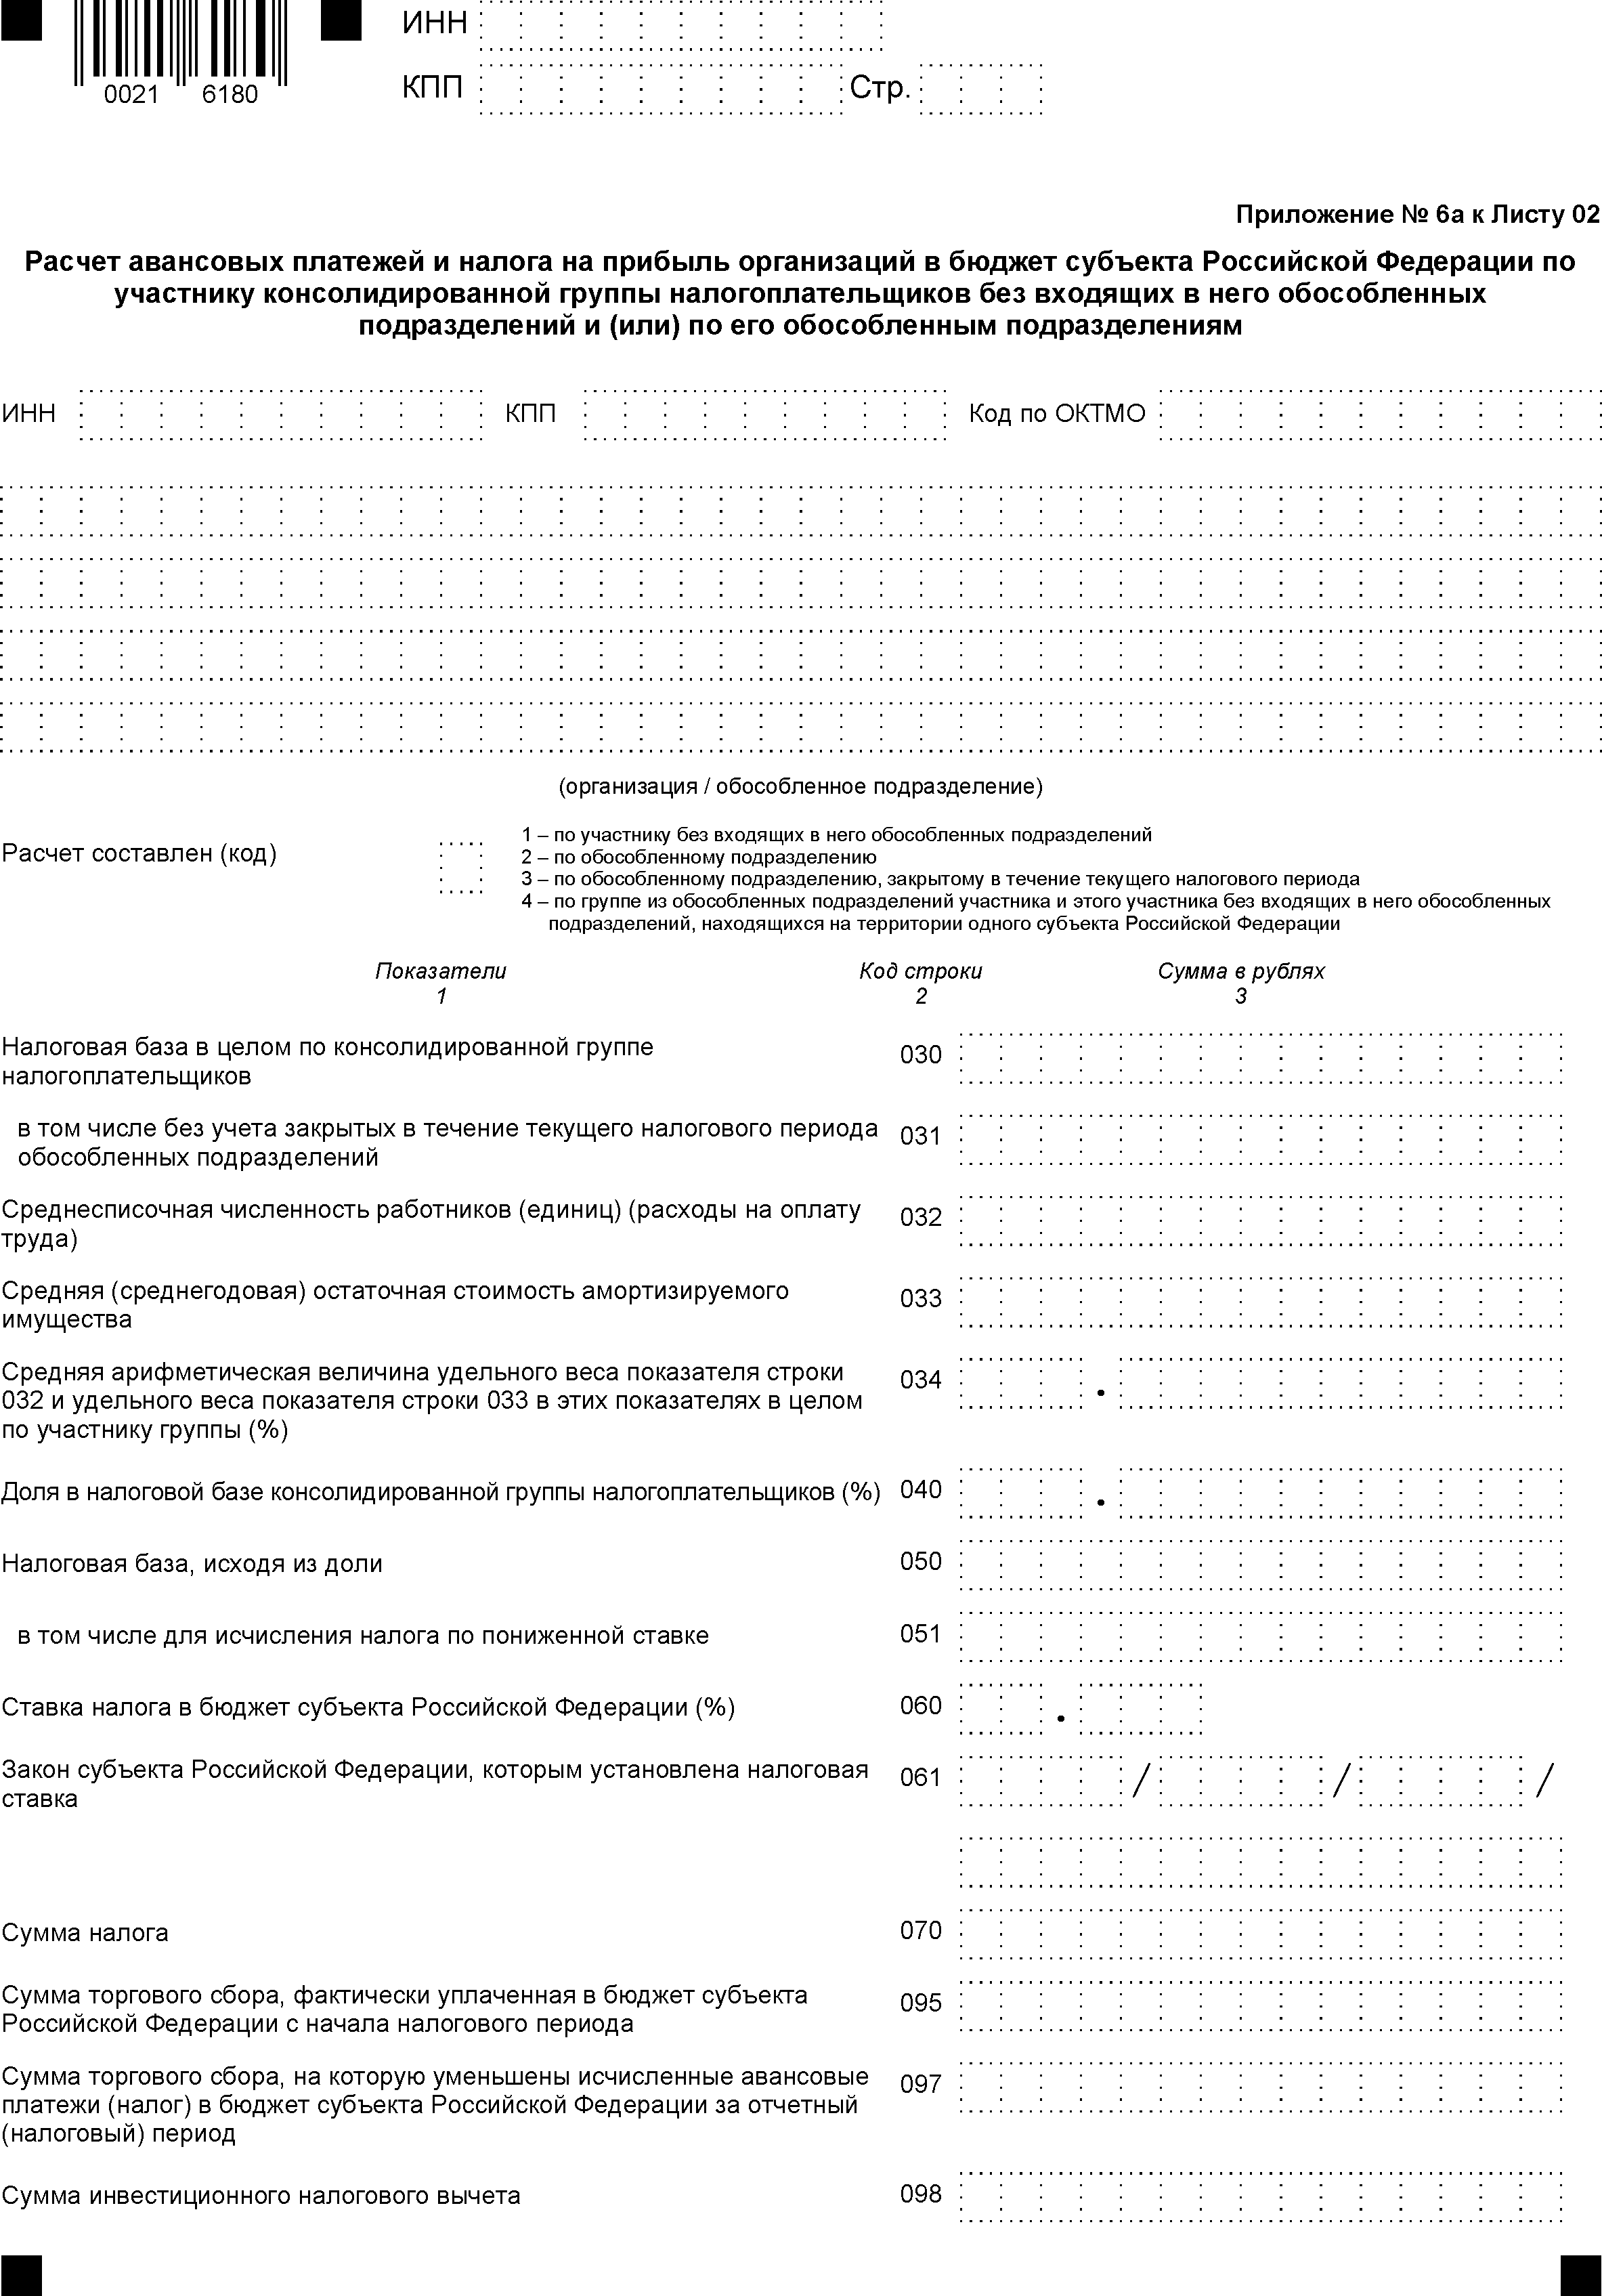 ИНН
0021 6180
КПП Стр.
Приложение № 6а к Листу 02
Расчет авансовых платежей и налога на прибыль организаций в бюджет субъекта Российской Федерации по
участнику консолидированной группы налогоплательщиков без входящих в него обособленных
подразделений и (или) по его обособленным подразделениям
ИНН КПП Код по ОКТМО
(организация / обособленное подразделение)
Расчет составлен (код)
1 – по участнику без входящих в него обособленных подразделений
2 – по обособленному подразделению
3 – по обособленному подразделению, закрытому в течение текущего налогового периода
4 – по группе из обособленных подразделений участника и этого участника без входящих в него обособленных
подразделений, находящихся на территории одного субъекта Российской Федерации
Показатели Код строки Сумма в рублях
1 2 3
Налоговая база в целом по консолидированной группе 030
налогоплательщиков
в том числе без учета закрытых в течение текущего налогового периода 031
обособленных подразделений
Среднесписочная численность работников (единиц) (расходы на оплату 032
труда)
Средняя (среднегодовая) остаточная стоимость амортизируемого 033
имущества
Средняя арифметическая величина удельного веса показателя строки 034 .
032 и удельного веса показателя строки 033 в этих показателях в целом
по участнику группы (%)
Доля в налоговой базе консолидированной группы налогоплательщиков (%) 040 .
Налоговая база, исходя из доли 050
в том числе для исчисления налога по пониженной ставке 051
Ставка налога в бюджет субъекта Российской Федерации (%) 060 .
Закон субъекта Российской Федерации, которым установлена налоговая 061 / / /
ставка
Сумма налога 070
Сумма торгового сбора, фактически уплаченная в бюджет субъекта 095
Российской Федерации с начала налогового периода
Сумма торгового сбора, на которую уменьшены исчисленные авансовые 097
платежи (налог) в бюджет субъекта Российской Федерации за отчетный
(налоговый) период
Сумма инвестиционного налогового вычета 098